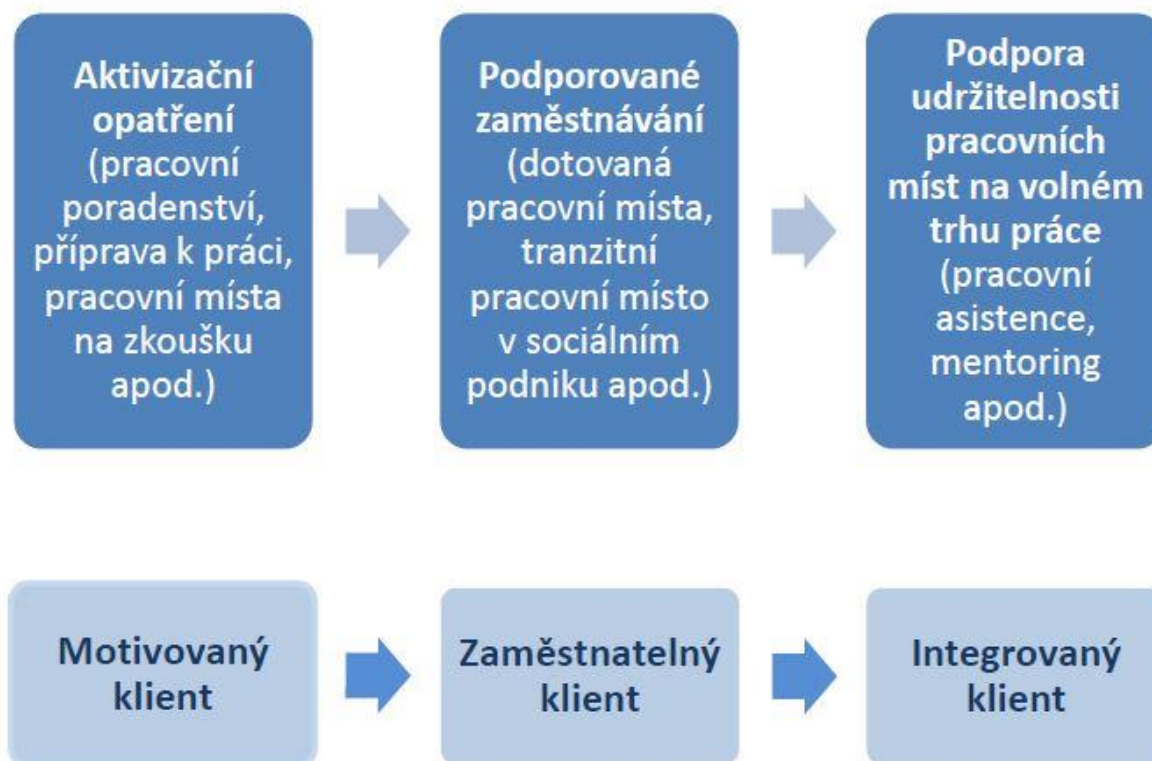 Aktivizační
opatření
(pracovní
poradenství,
příprava k práci,
pracovní místa
na zkoušku
apod.)
Podporované
zaměstnávání
(dotovaná
pracovní místa,
tranzitní
pracovní místo
v sociálním
podniku apod.)
Podpora
udržitelnosti
pracovních
míst na volném
trhu práce
(pracovní
asistence,
mentoring
apod.)
Motivovaný
klient
Zaměstnatelný
klient
Integrovaný
klient